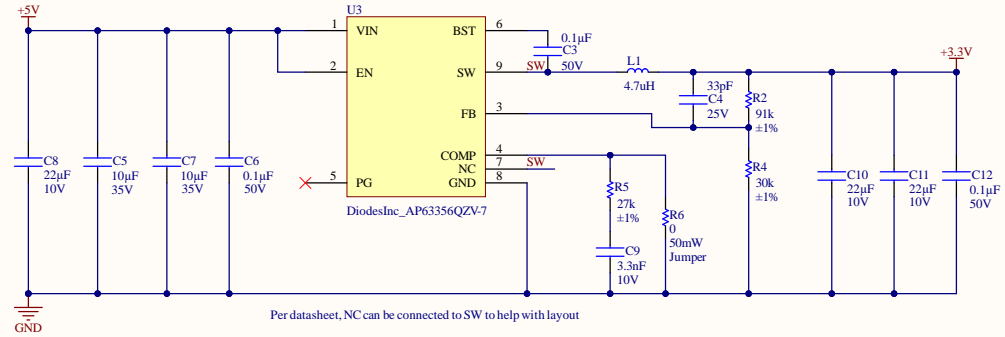 +5V
U3
1
VIN
BST
6
0.1µF
C3
50V
2
EN
SW
9
SW
L1
4.7uH
+3.3V
33pF
C4
25V
R2
91k
±1%
FB
3
COMP
4
NC
7
SW
GND
8
5
PG
DiodesInc_AP63356QZV-7
C8
22µF
10V
C5
10µF
35V
C7
10µF
35V
C6
0.1µF
50V
R5
27k
±1%
R6
0
50mW
Jumper
C9
3.3nF
10V
R4
30k
±1%
C10
22µF
10V
C11
22µF
10V
C12
0.1µF
50V
GND
Per datasheet, NC can be connected to SW to help with layout